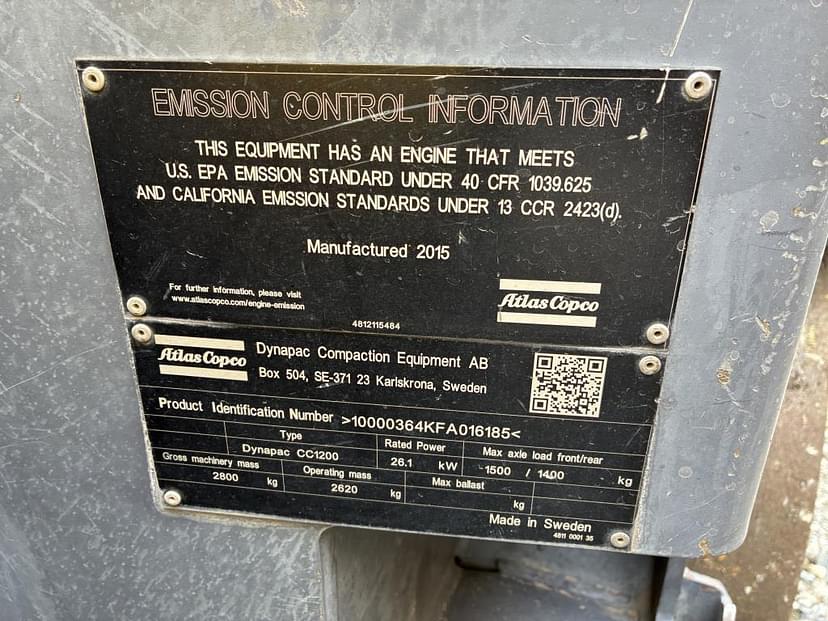 EMISSION CONTROL INFORMATION
THIS EQUIPMENT HAS AN ENGINE THAT MEETS
U.S. EPA EMISSION STANDARD UNDER 40 CFR 1039.625
AND CALIFORNIA EMISSION STANDARDS UNDER 13 CCR 2423(d).
Manufactured 2015
For further information, please visit
www.atlascopco.com/engine-emission
Atlas Copco
4812115484
Atlas Copco
Dynapac Compaction Equipment AB
Box 504, SE-371 23 Karlskrona, Sweden
Product Identification Number >10000364KFA016185<
Type Rated Power Max axle load front/rear
Dynapac CC1200 26.1 kW 1500 / 1400 kg
Gross machinery mass Operating mass Max ballast
2800 kg 2620 kg kg
Made in Sweden
4811 0001 35